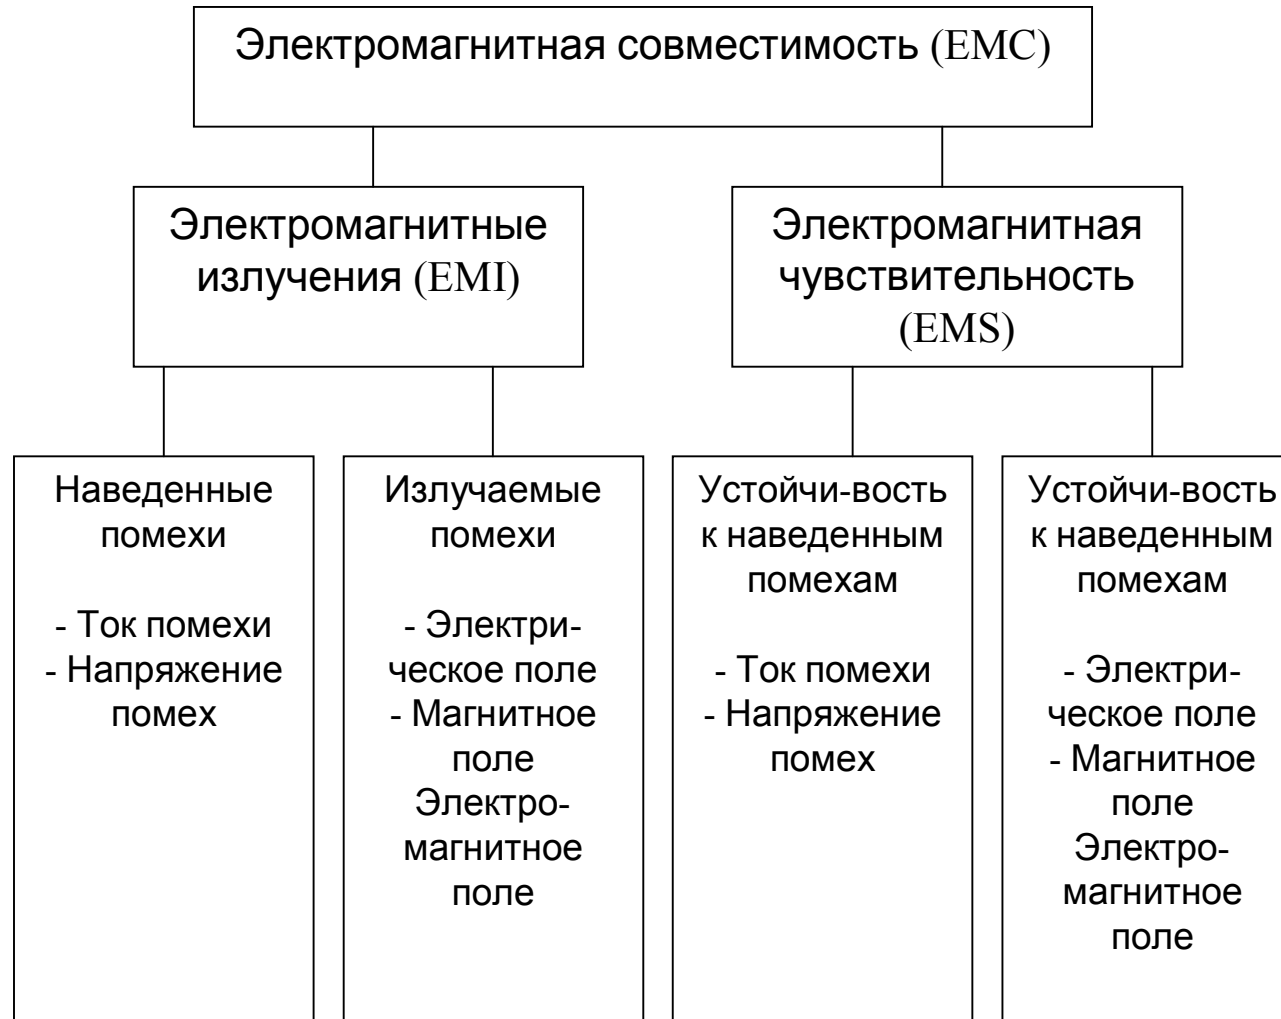 Электромагнитная совместимость (EMC)
Электромагнитные
излучения (EMI)
Электромагнитная
чувствительность
(EMS)
Наведенные
помехи
- Ток помехи
- Напряжение
помех
Излучаемые
помехи
- Электри-
ческое поле
- Магнитное
поле
Электро-
магнитное
поле
Устойчи-вость
к наведенным
помехам
- Ток помехи
- Напряжение
помех
Устойчи-вость
к наведенным
помехам
- Электри-
ческое поле
- Магнитное
поле
Электро-
магнитное
поле